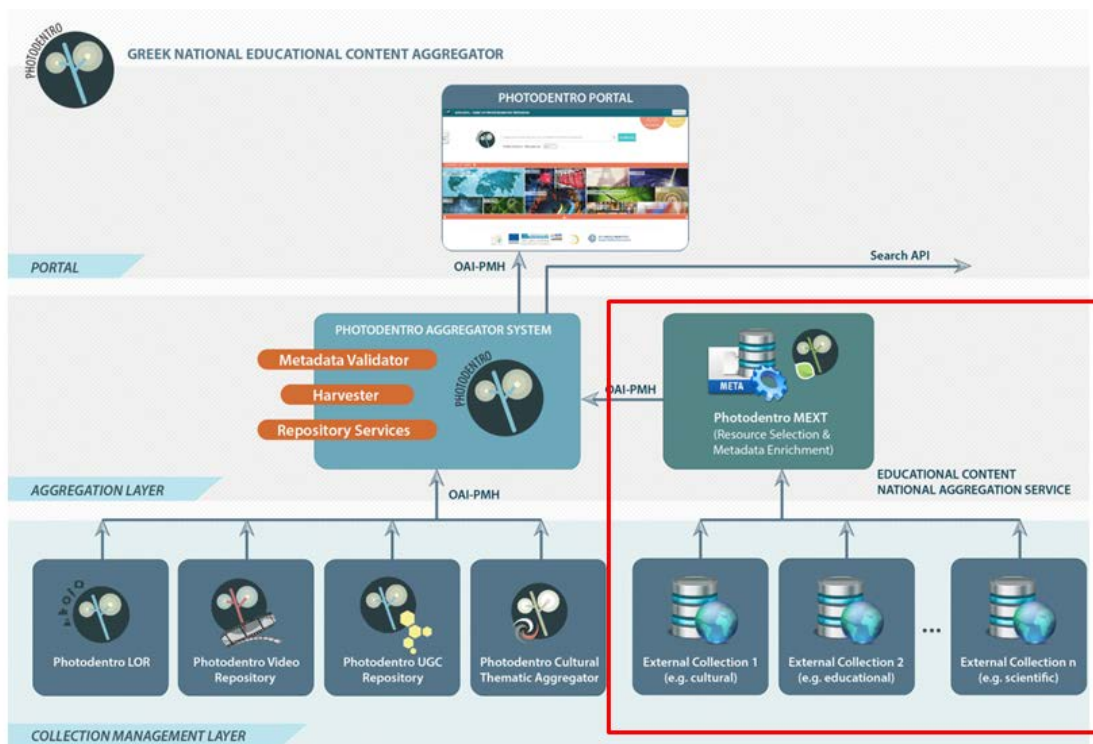 PHOTODENTRO
GREEK NATIONAL EDUCATIONAL CONTENT AGGREGATOR
PHOTODENTRO PORTAL
OAI-PMH
Search API
PORTAL
PHOTODENTRO AGGREGATOR SYSTEM
Metadata Validator
Harvester
Repository Services
PHOTODENTRO
OAI-PMH
META
Photodentro MEXT
(Resource Selection &
Metadata Enrichment)
EDUCATIONAL CONTENT
NATIONAL AGGREGATION SERVICE
AGGREGATION LAYER
OAI-PMH
Photodentro LOR
Photodentro Video
Repository
Photodentro UGC
Repository
Photodentro Cultural
Thematic Aggregator
External Collection 1
(e.g. cultural)
External Collection 2
(e.g. educational)
...
External Collection n
(e.g. scientific)
COLLECTION MANAGEMENT LAYER